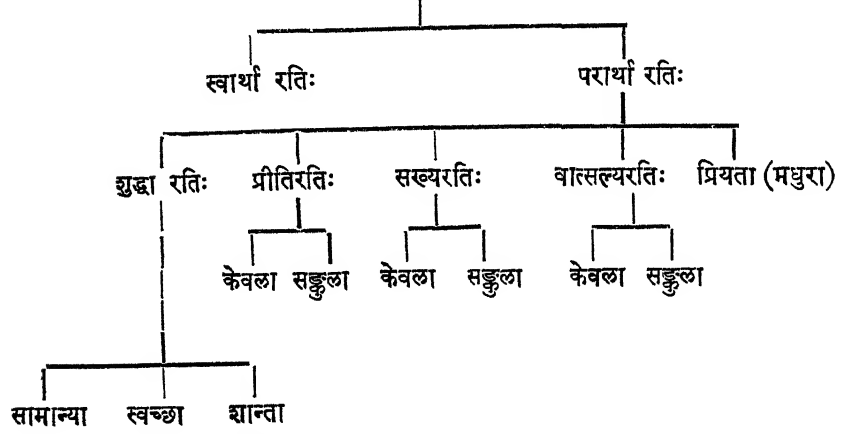 स्वार्था रतिः परार्था रतिः
शुद्धा रतिः प्रीतिरतिः सख्यरतिः वात्सल्यरतिः प्रियता (मधुरा)
केवला सङ्कुला केवला सङ्कुला केवला सङ्कुला
सामान्या स्वच्छा शान्ता